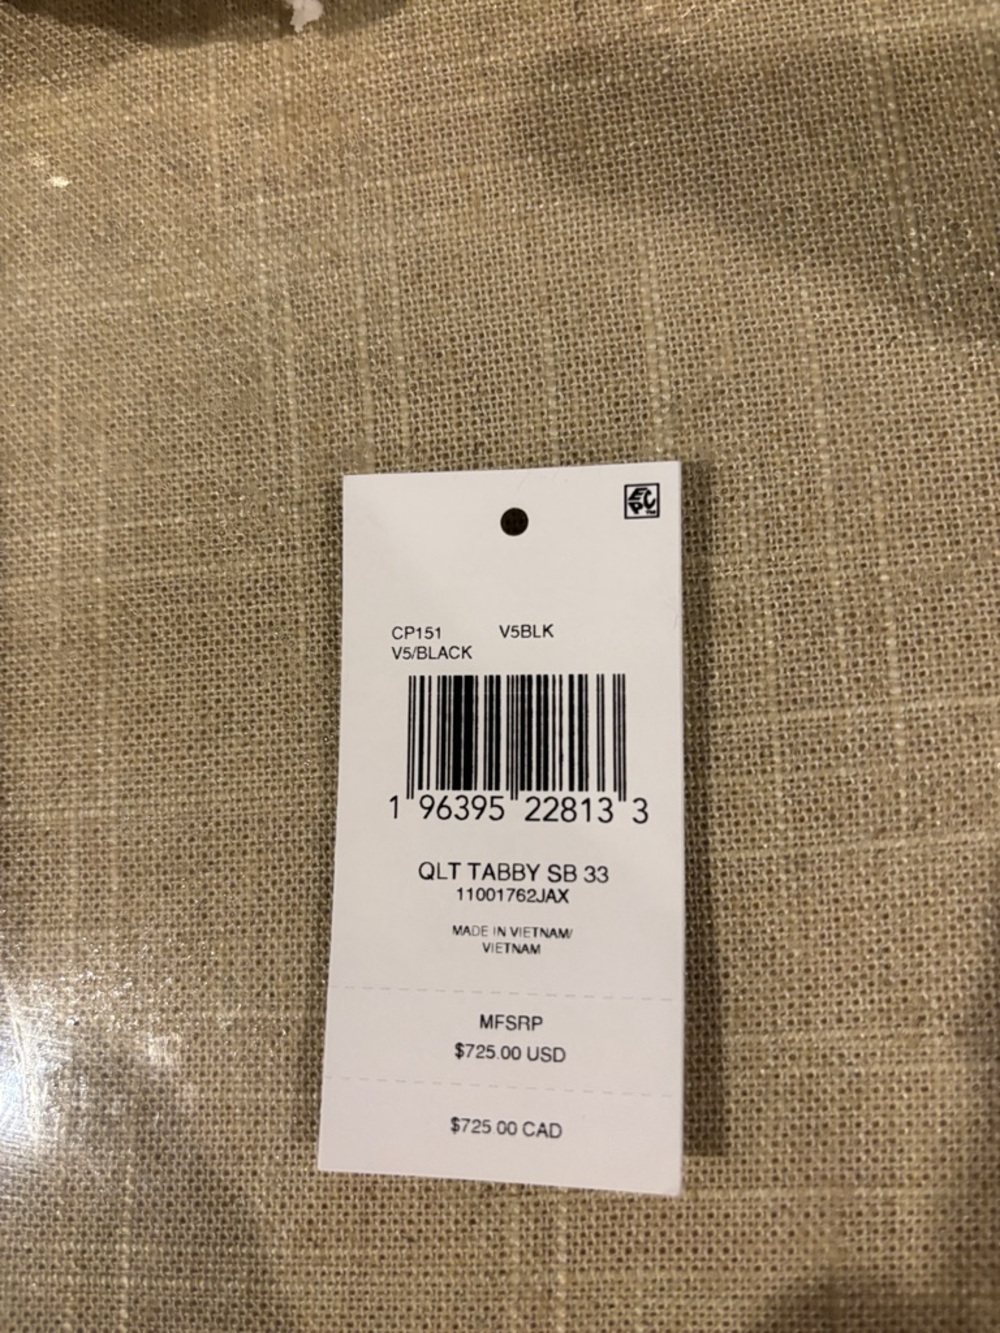 EPC™
CP151 V5BLK
V5/BLACK
1 96395 22813 3
QLT TABBY SB 33
11001762JAX
MADE IN VIETNAM/
VIETNAM
MFSRP
$725.00 USD
$725 00 CAD